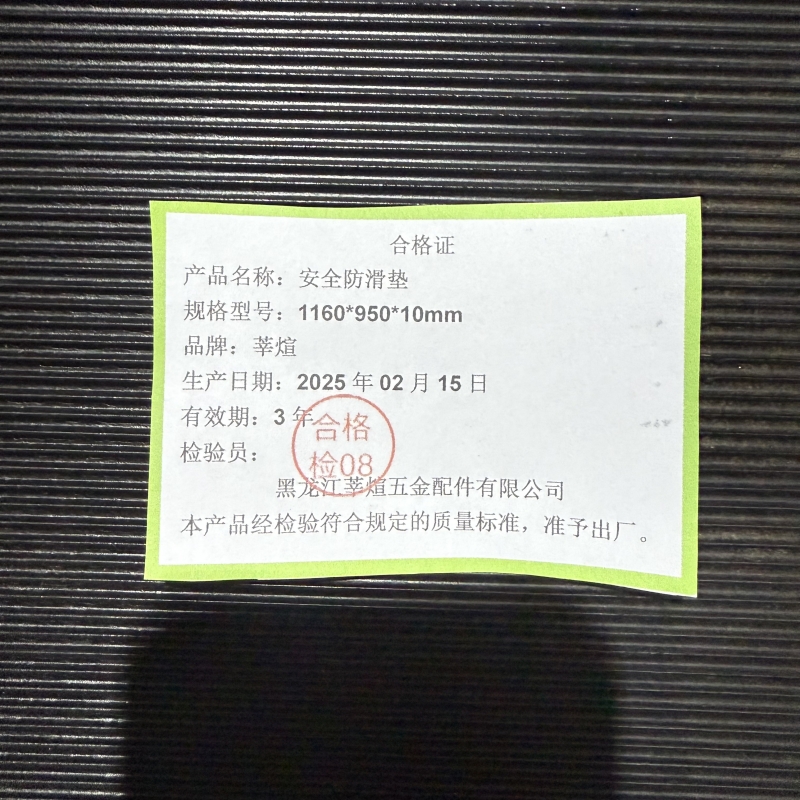 合格证
产品名称：安全防滑垫
规格型号：1160*950*10mm
品牌：莘煊
生产日期：2025 年 02 月 15 日
有效期：3 年
检验员：
合格
检08
黑龙江莘煊五金配件有限公司
本产品经检验符合规定的质量标准，准予出厂。